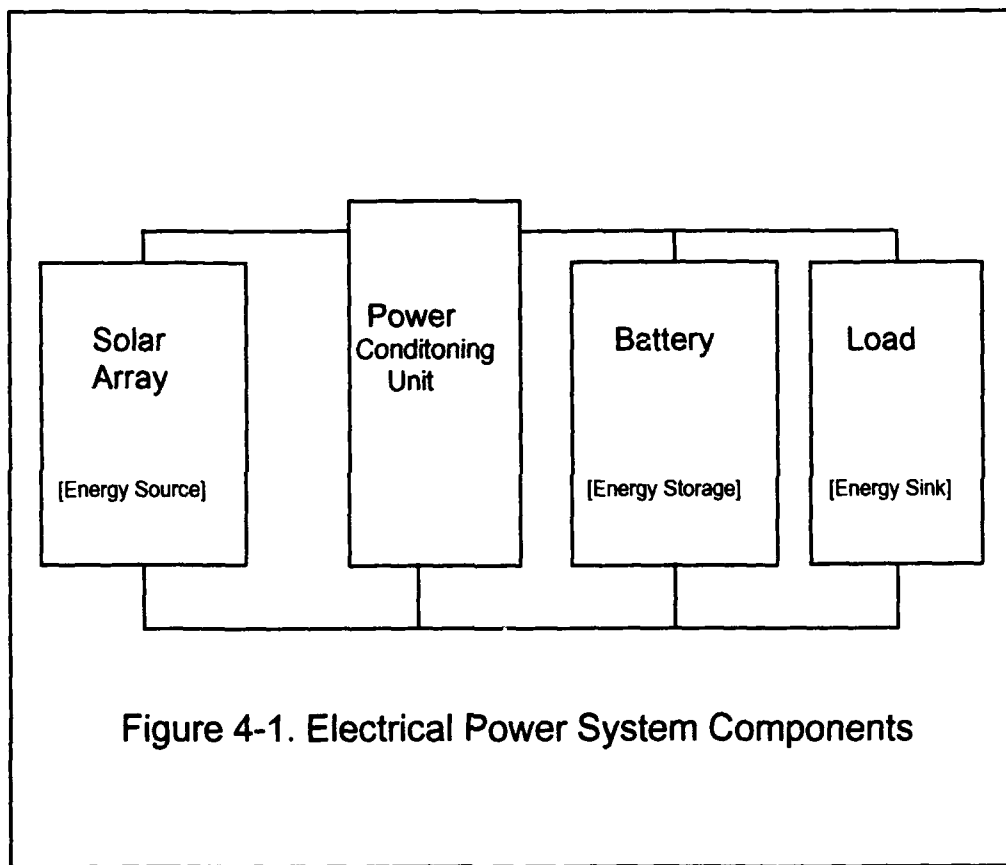 Solar
Array
[Energy Source]
Power
Conditoning
Unit
Battery
[Energy Storage]
Load
[Energy Sink]
Figure 4-1. Electrical Power System Components